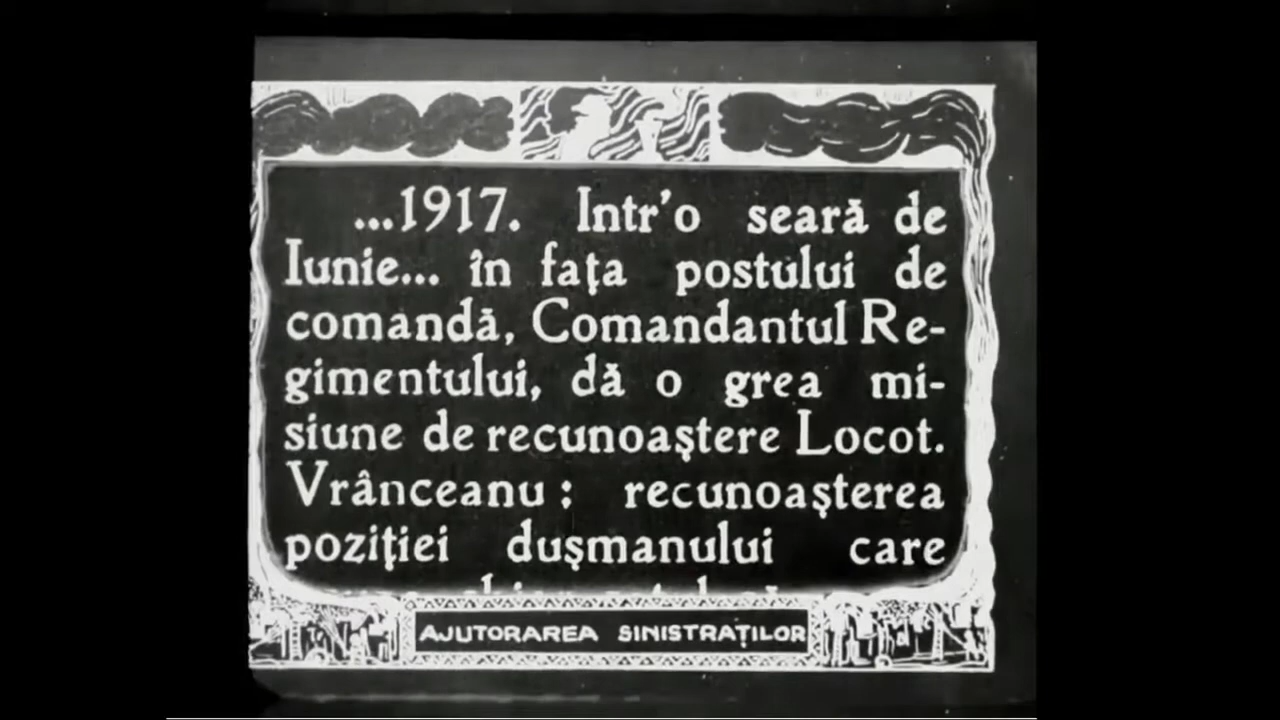 ...1917. Intr'o seară de
Iunie... în fața postului de
comandă, Comandantul Re-
gimentului, dă o grea mi-
siune de recunoaștere Locot.
Vrânceanu : recunoașterea
poziției dușmanului care
AJUTORAREA SINISTRAȚILOR